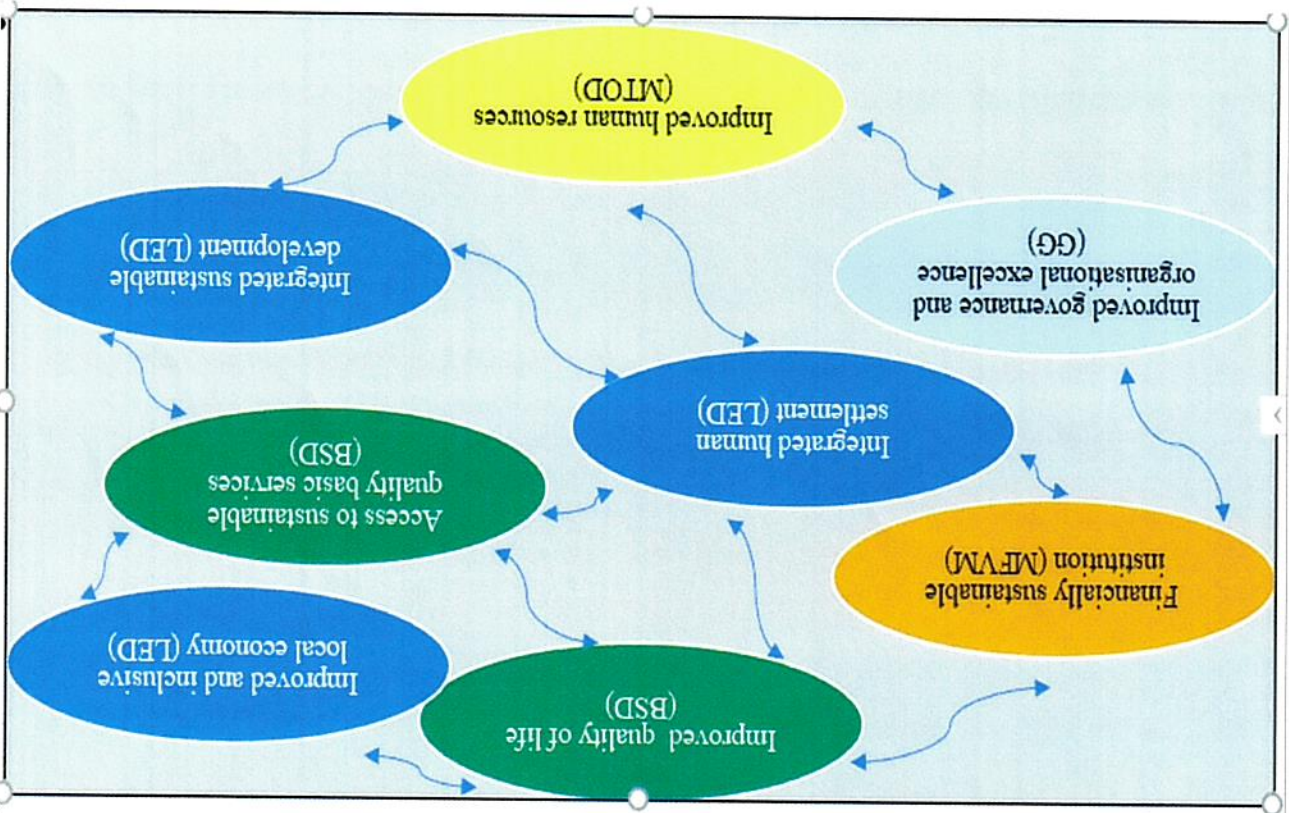 Improved quality of life
(BSD)
Improved and inclusive
local economy (LED)
Financially sustainable
institution (MFVM)
Access to sustainable
quality basic services
(BSD)
Integrated human
settlement (LED)
Improved governance and
organisational excellence
(GG)
Integrated sustainable
development (LED)
Improved human resources
(MTOD)